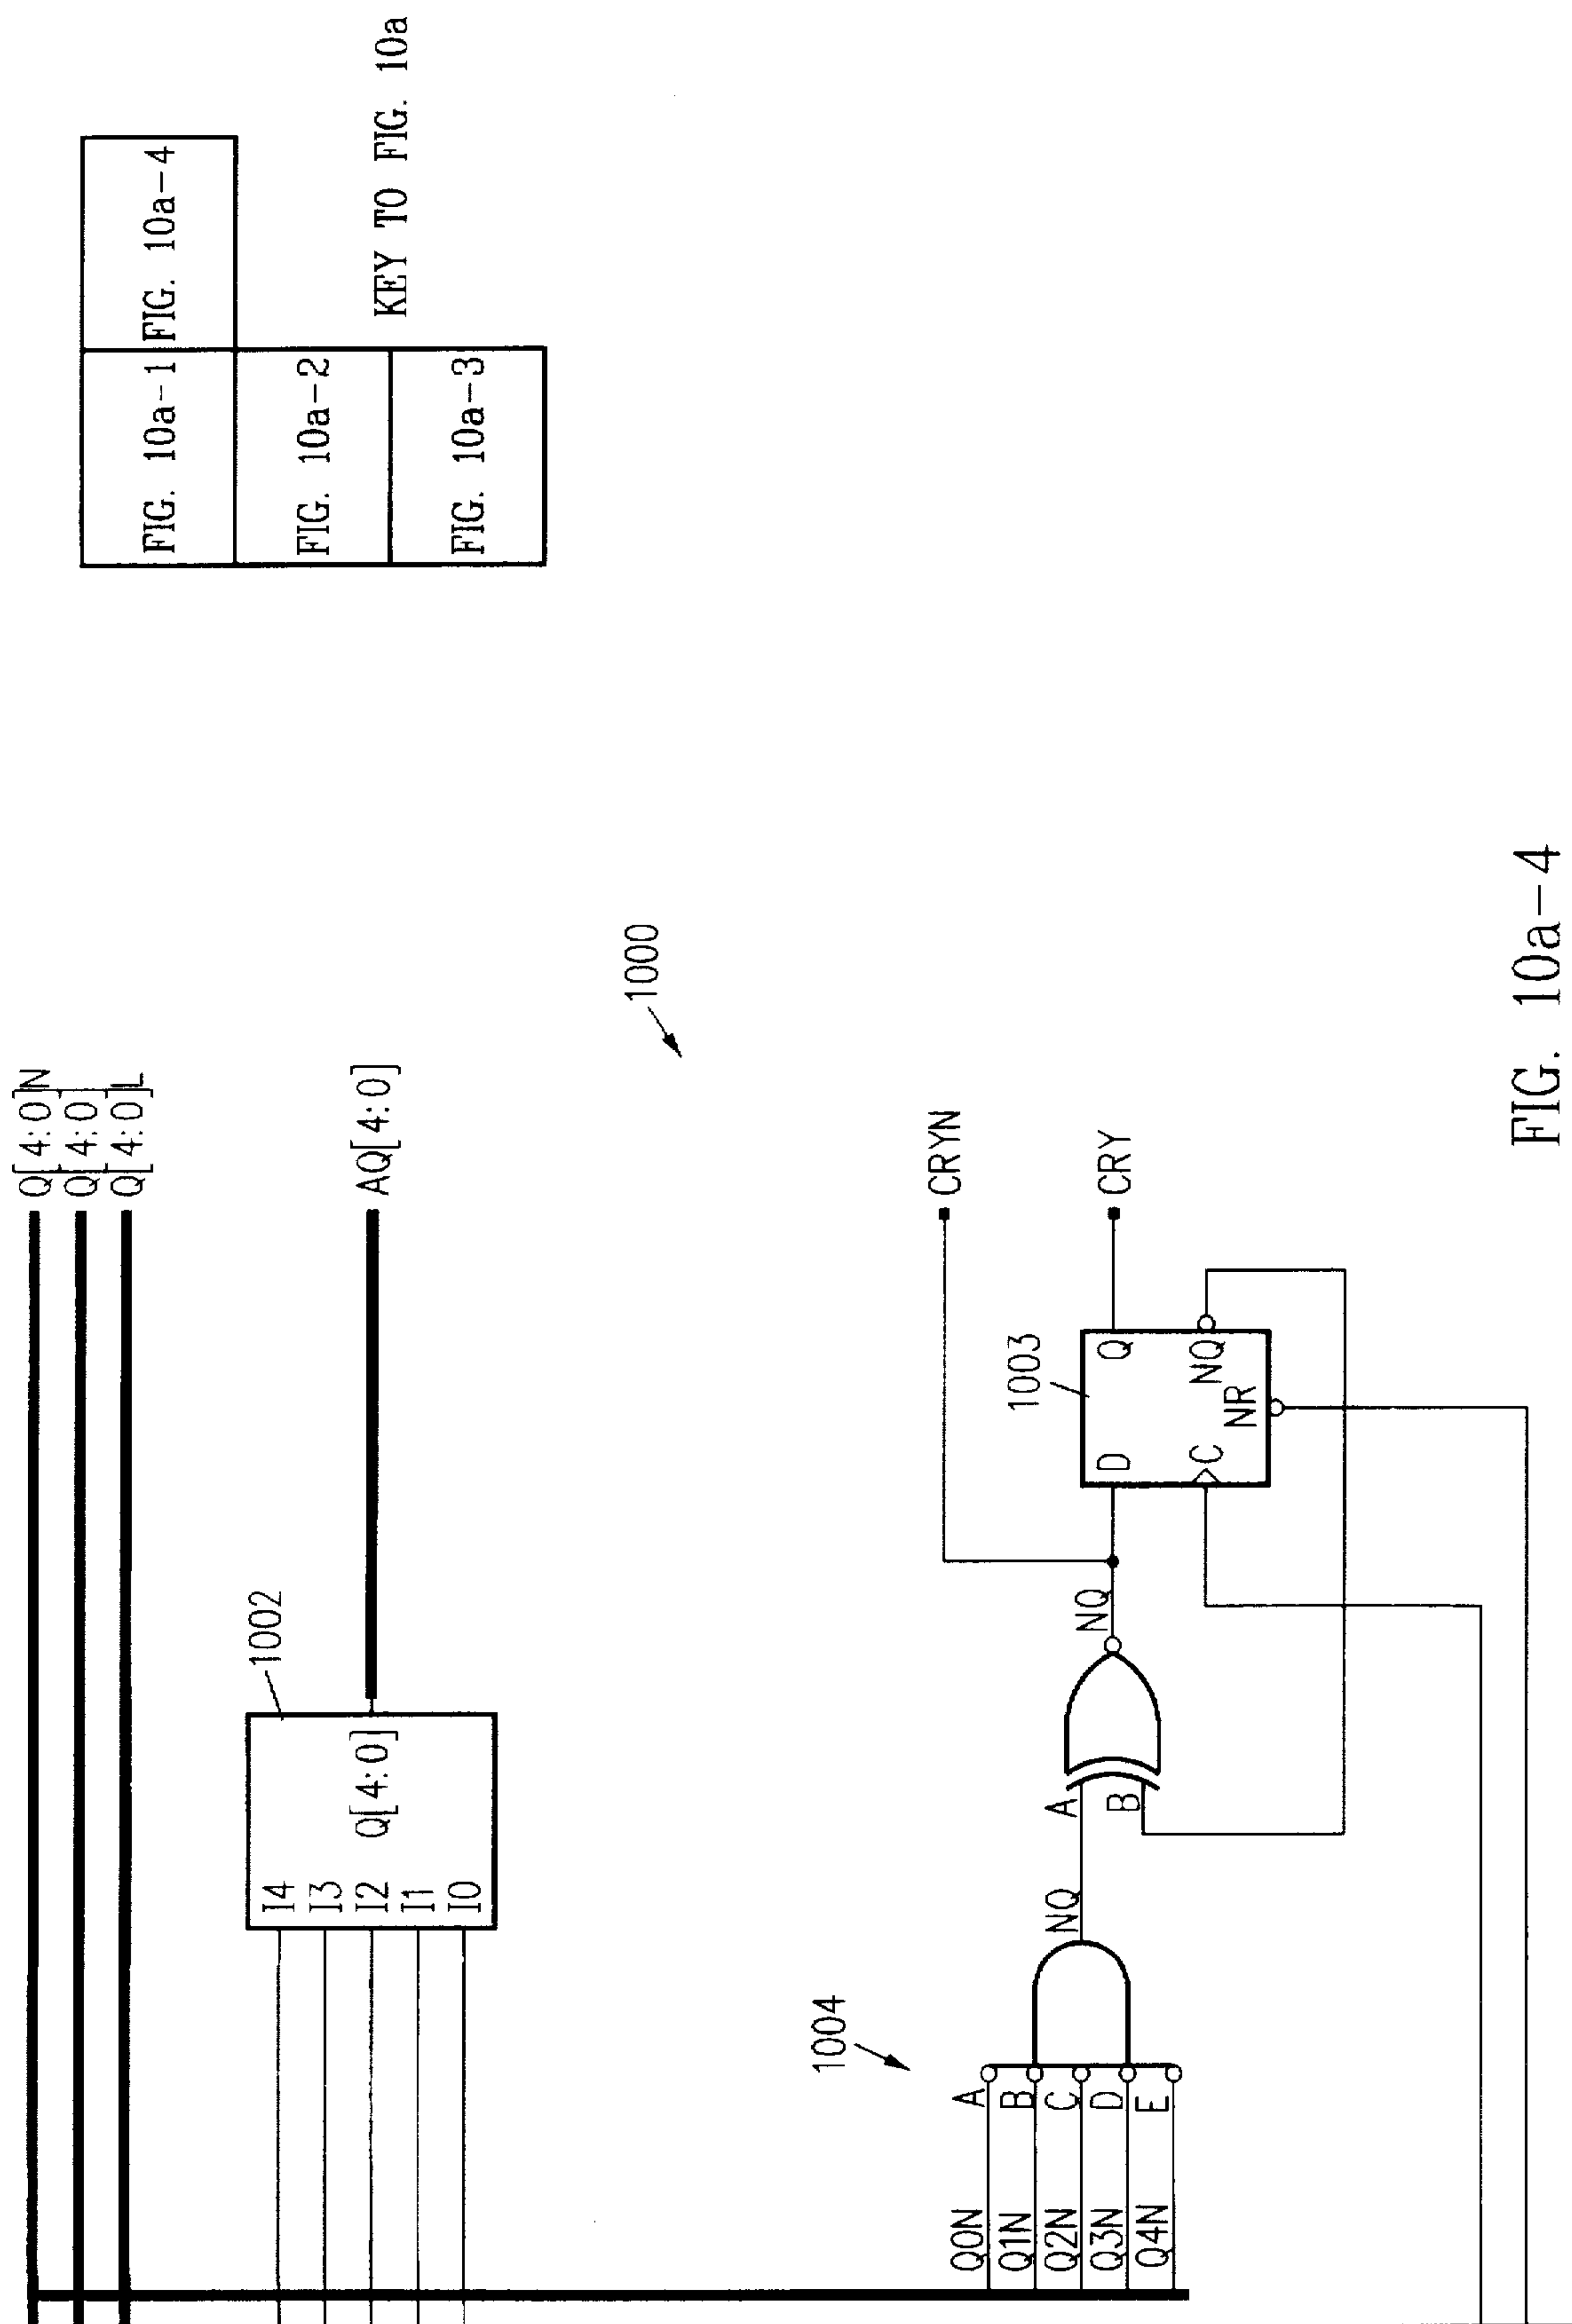 Q[4:0]N
Q[4:0]
Q[4:0]L
1002
I4
I3
I2
I1
I0
Q[4:0]
AQ[4:0]
1000
1004
Q0N
Q1N
Q2N
Q3N
Q4N
A
B
C
D
E
NQ
A
B
NQ
1003
D
C
Q
NQ
NR
CRYN
CRY
FIG. 10a-1
FIG. 10a-4
FIG. 10a-2
FIG. 10a-3
KEY TO FIG. 10a
FIG. 10a-4